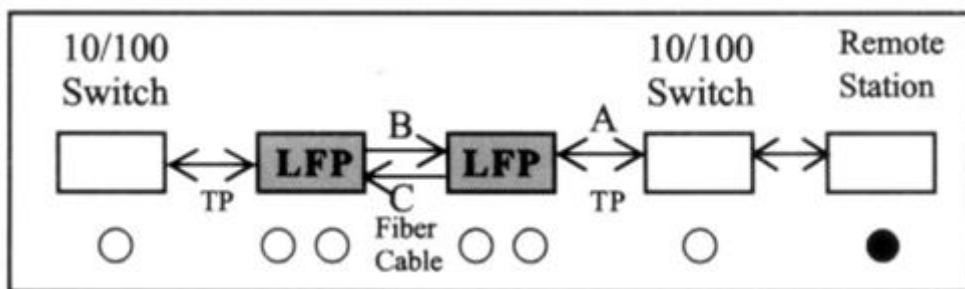 10/100
Switch
10/100
Switch
Remote
Station
B
A
LFP
LFP
TP
C
TP
Fiber
Cable